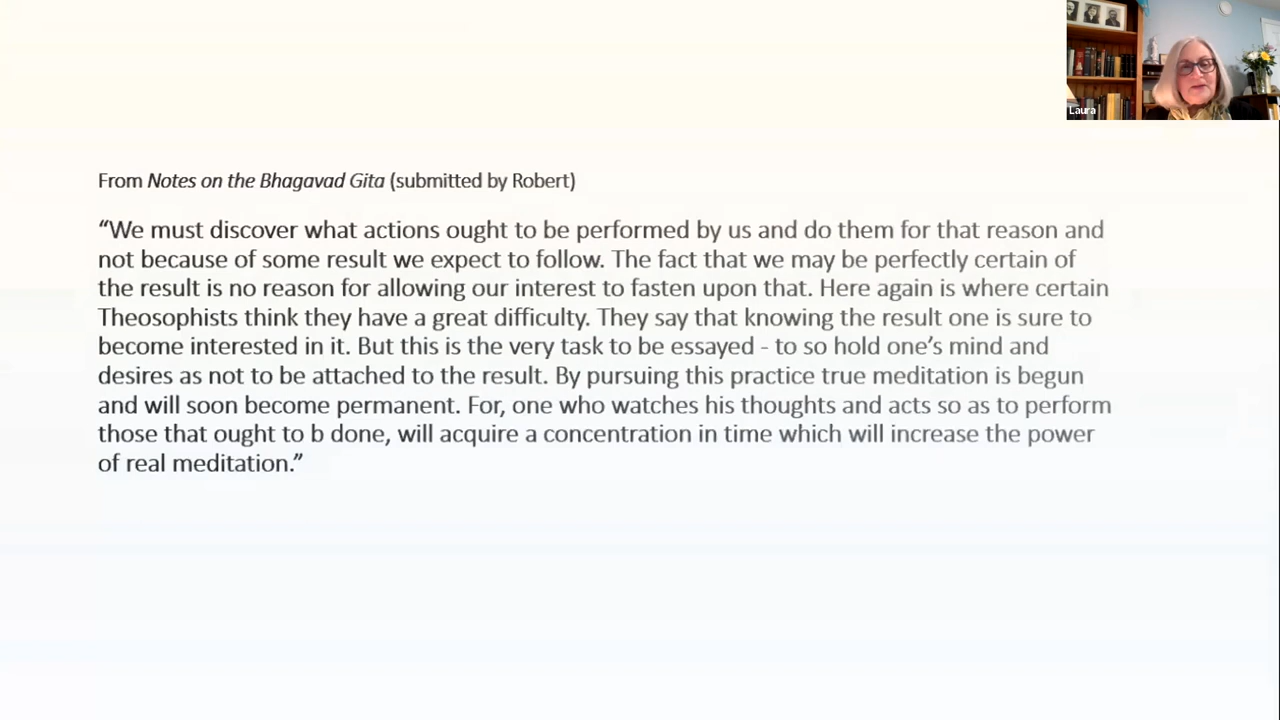 Laura
From Notes on the Bhagavad Gita (submitted by Robert)
“We must discover what actions ought to be performed by us and do them for that reason and
not because of some result we expect to follow. The fact that we may be perfectly certain of
the result is no reason for allowing our interest to fasten upon that. Here again is where certain
Theosophists think they have a great difficulty. They say that knowing the result one is sure to
become interested in it. But this is the very task to be essayed - to so hold one’s mind and
desires as not to be attached to the result. By pursuing this practice true meditation is begun
and will soon become permanent. For, one who watches his thoughts and acts so as to perform
those that ought to b done, will acquire a concentration in time which will increase the power
of real meditation.”